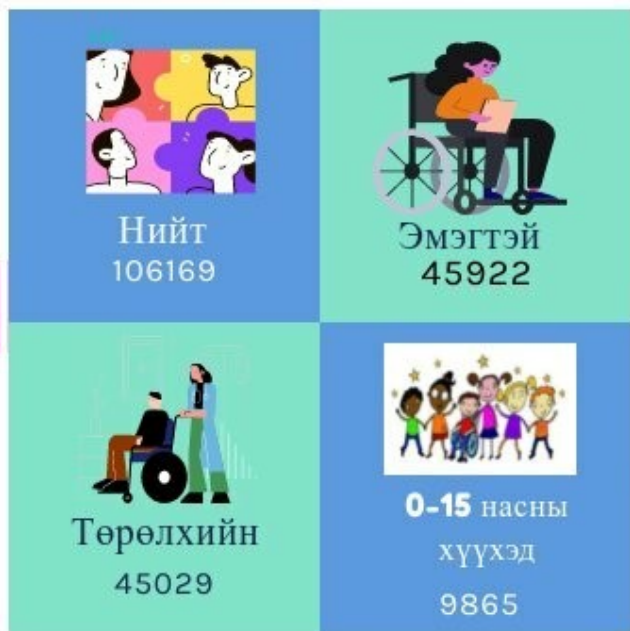 Нийт
106169
Эмэгтэй
45922
Төрөлхийн
45029
0-15 насны
хүүхэд
9865